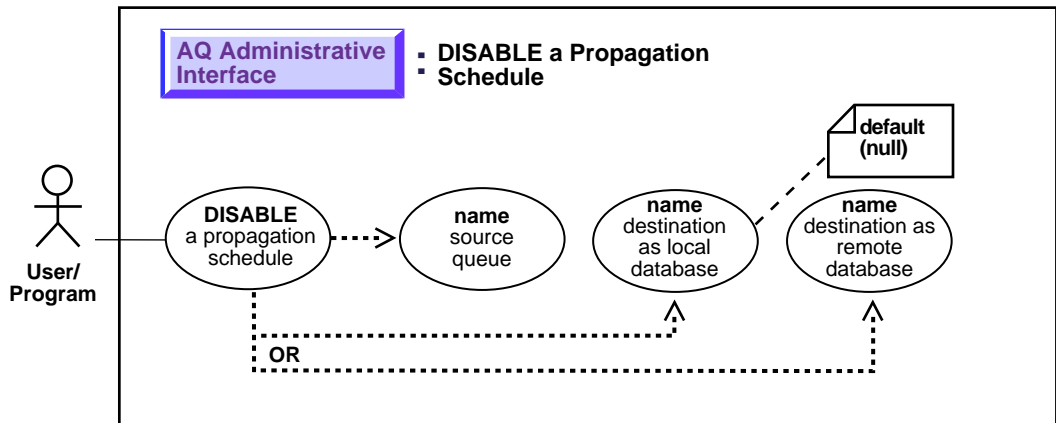 AQ Administrative
Interface
: DISABLE a Propagation
Schedule
default
(null)
User/
Program
DISABLE
a propagation
schedule
name
source
queue
name
destination
as local
database
name
destination as
remote
database
OR